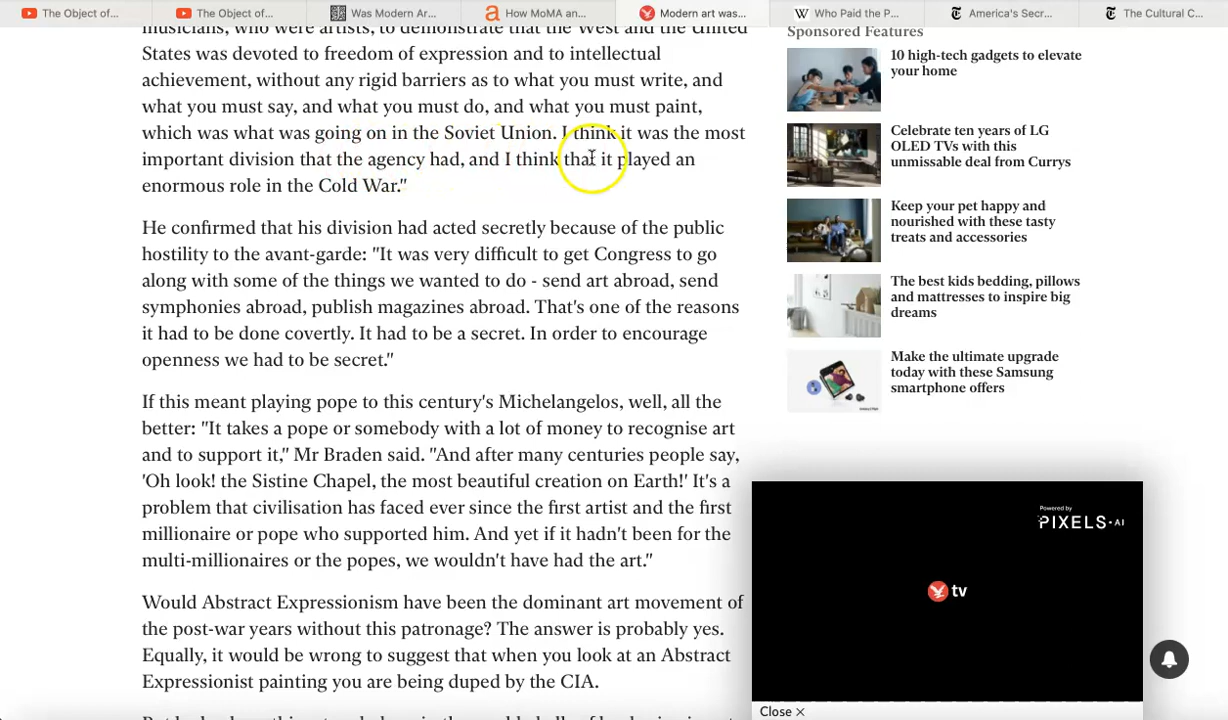 The Object of...
The Object of...
Was Modern Ar...
How MoMA an...
Modern art was...
Who Paid the P...
America's Secr...
The Cultural C...
musicians, who were artists, to demonstrate that the West and the United
States was devoted to freedom of expression and to intellectual
achievement, without any rigid barriers as to what you must write, and
what you must say, and what you must do, and what you must paint,
which was what was going on in the Soviet Union. I think it was the most
important division that the agency had, and I think that it played an
enormous role in the Cold War."
He confirmed that his division had acted secretly because of the public
hostility to the avant-garde: "It was very difficult to get Congress to go
along with some of the things we wanted to do - send art abroad, send
symphonies abroad, publish magazines abroad. That's one of the reasons
it had to be done covertly. It had to be a secret. In order to encourage
openness we had to be secret."
If this meant playing pope to this century's Michelangelos, well, all the
better: "It takes a pope or somebody with a lot of money to recognise art
and to support it," Mr Braden said. "And after many centuries people say,
'Oh look! the Sistine Chapel, the most beautiful creation on Earth!' It's a
problem that civilisation has faced ever since the first artist and the first
millionaire or pope who supported him. And yet if it hadn't been for the
multi-millionaires or the popes, we wouldn't have had the art."
Would Abstract Expressionism have been the dominant art movement of
the post-war years without this patronage? The answer is probably yes.
Equally, it would be wrong to suggest that when you look at an Abstract
Expressionist painting you are being duped by the CIA.
Sponsored Features
10 high-tech gadgets to elevate
your home
Celebrate ten years of LG
OLED TVs with this
unmissable deal from Currys
Keep your pet happy and
nourished with these tasty
treats and accessories
The best kids bedding, pillows
and mattresses to inspire big
dreams
Make the ultimate upgrade
today with these Samsung
smartphone offers
Powered by
PIXELS·AI
tv
Close ×